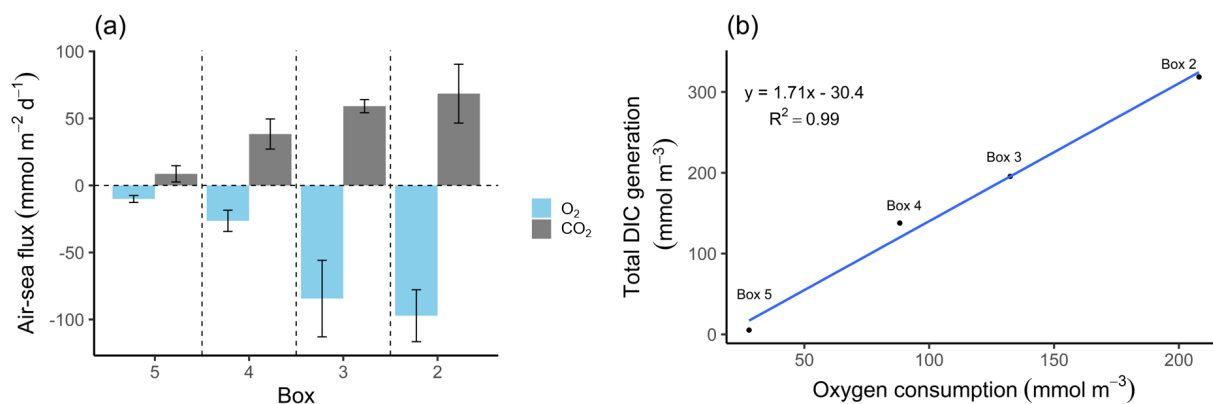 (a)
Air-sea flux (mmol m⁻² d⁻¹)
100
50
0
-50
-100
5
4
3
2
Box
O₂
CO₂
(b)
Total DIC generation
(mmol m⁻³)
300
200
100
0
y = 1.71x - 30.4
R² = 0.99
Box 2
Box 3
Box 4
Box 5
50
100
150
200
Oxygen consumption (mmol m⁻³)